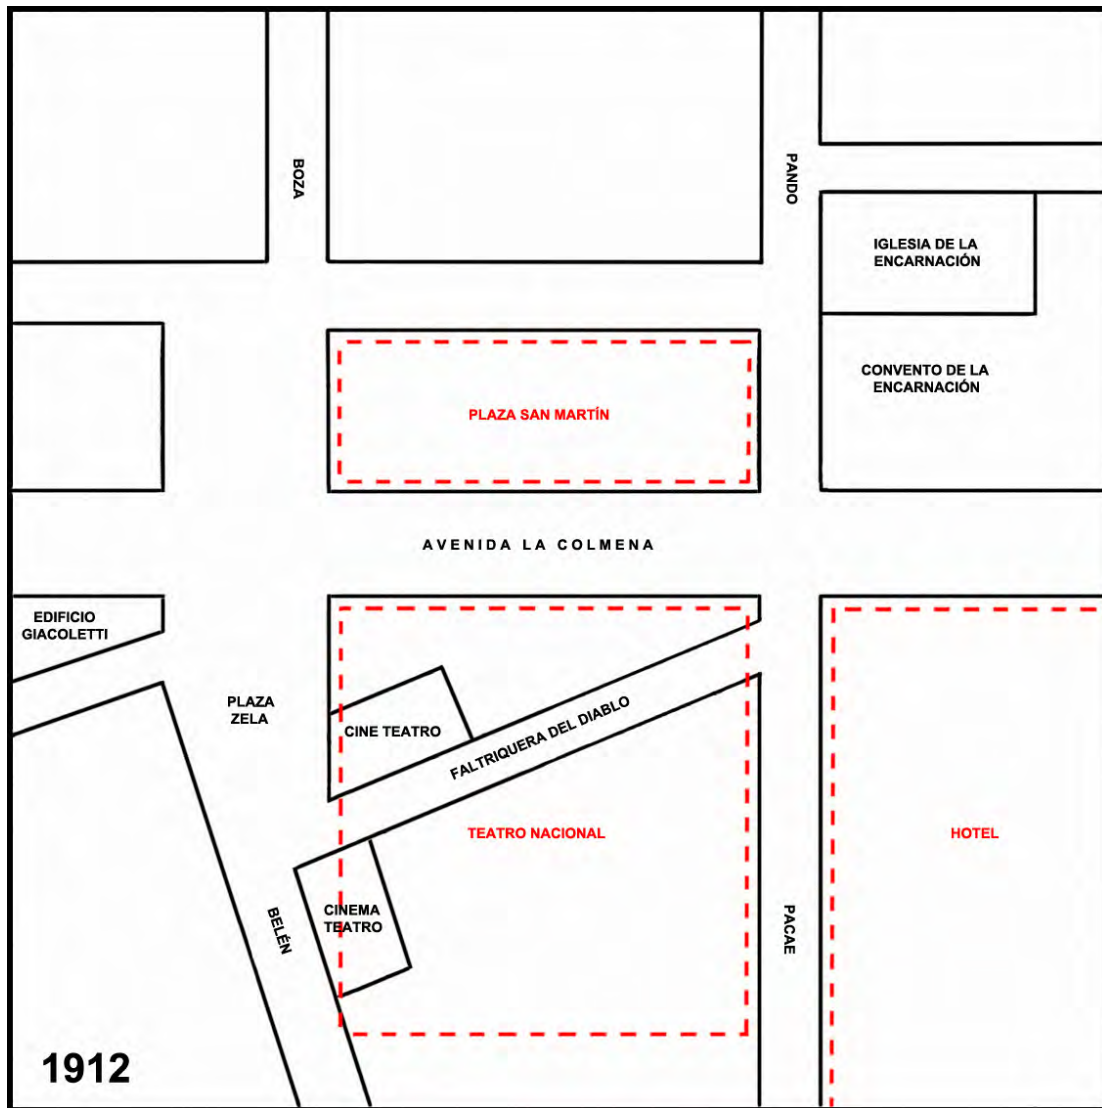 BOZA
PANDO
IGLESIA DE LA
ENCARNACIÓN
CONVENTO DE LA
ENCARNACIÓN
PLAZA SAN MARTÍN
AVENIDA LA COLMENA
EDIFICIO
GIACOLETTI
PLAZA
ZELA
CINE TEATRO
FALTRIQUERA DEL DIABLO
TEATRO NACIONAL
HOTEL
CINEMA
TEATRO
BELÉN
PACAE
1912